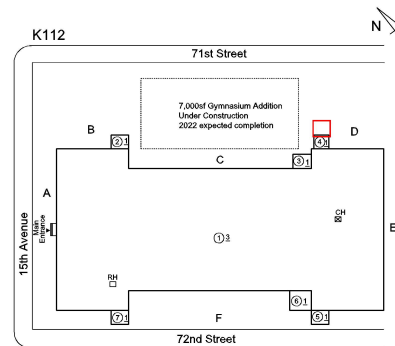 N
K112
71st Street
7,000sf Gymnasium Addition
Under Construction
2022 expected completion
B
D
② 1
④ 1
③ 1
C
A
15th Avenue
Main
Entrance
CH
E
① 3
RH
⑥ 1
⑦ 1
F
⑤ 1
72nd Street